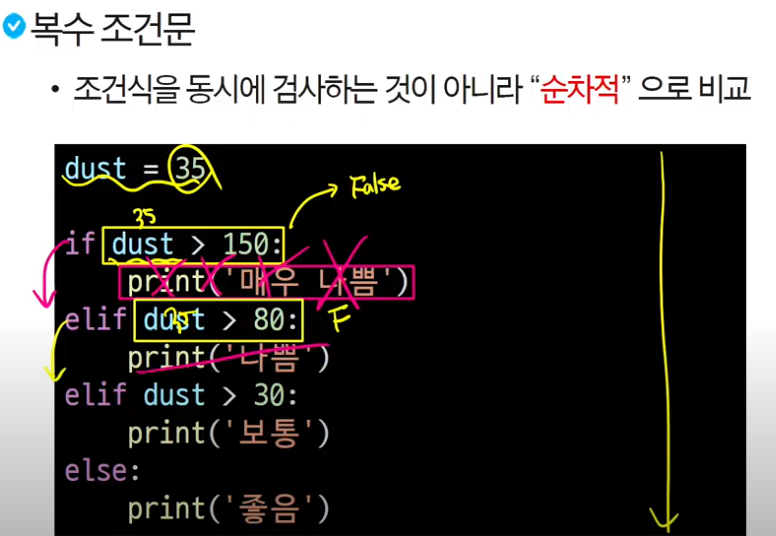 복수 조건문
• 조건식을 동시에 검사하는 것이 아니라 “순차적” 으로 비교
dust = 35
False
35
if dust > 150:
print('매우 나쁨')
elif dust > 80: F
35
print('나쁨')
elif dust > 30:
print('보통')
else:
print('좋음')